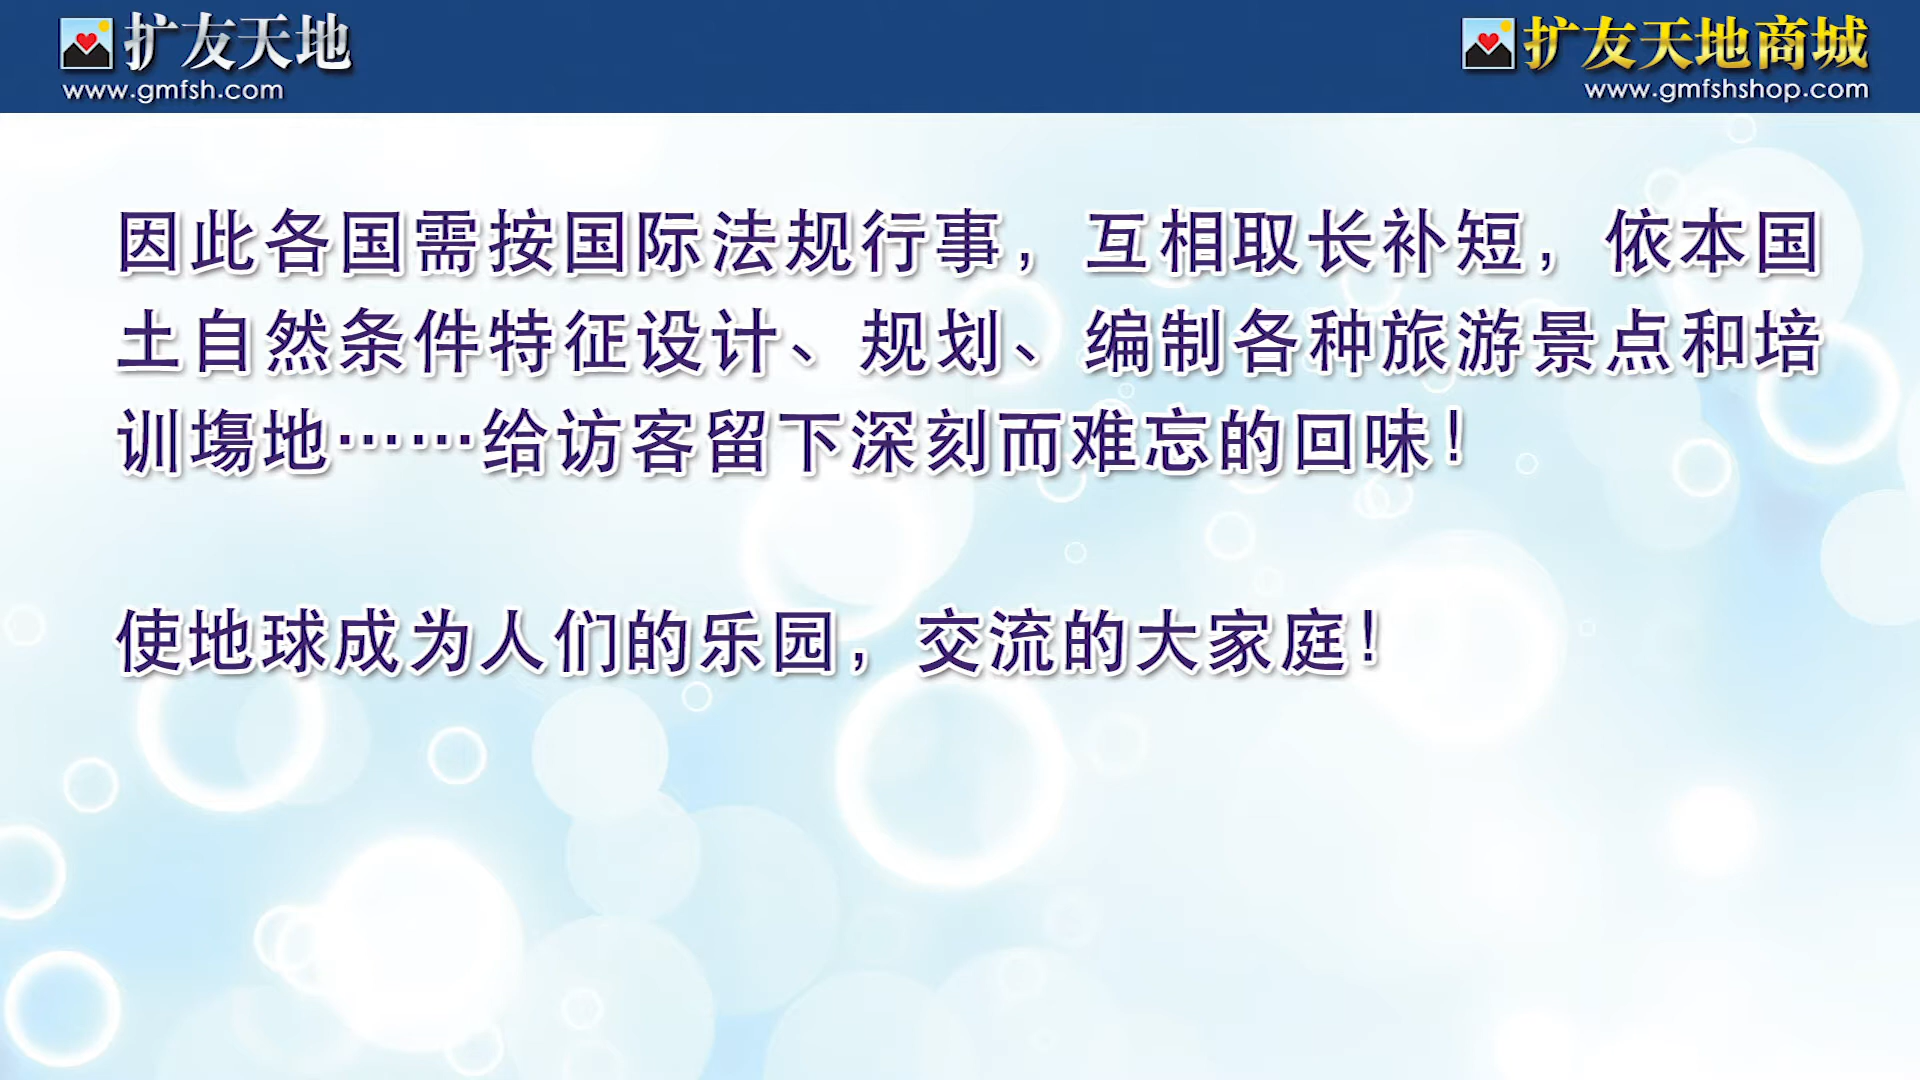 扩友天地
www.gmfsh.com
扩友天地商城
www.gmfshshop.com
因此各国需按国际法规行事，互相取长补短，依本国
土自然条件特征设计、规划、编制各种旅游景点和培
训塲地……给访客留下深刻而难忘的回味！
使地球成为人们的乐园，交流的大家庭！